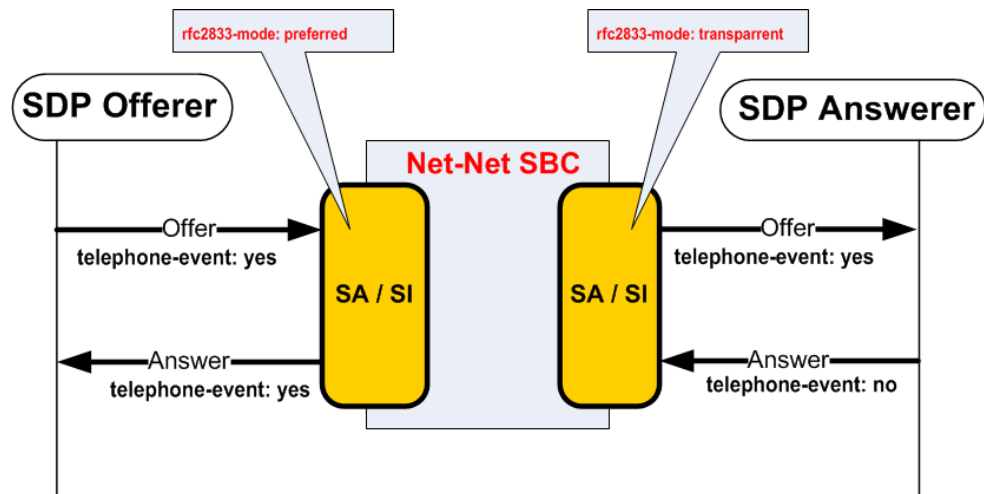 rfc2833-mode: preferred
rfc2833-mode: transparrent
SDP Offerer
SDP Answerer
Net-Net SBC
Offer
telephone-event: yes
Offer
telephone-event: yes
SA / SI
SA / SI
Answer
telephone-event: yes
Answer
telephone-event: no